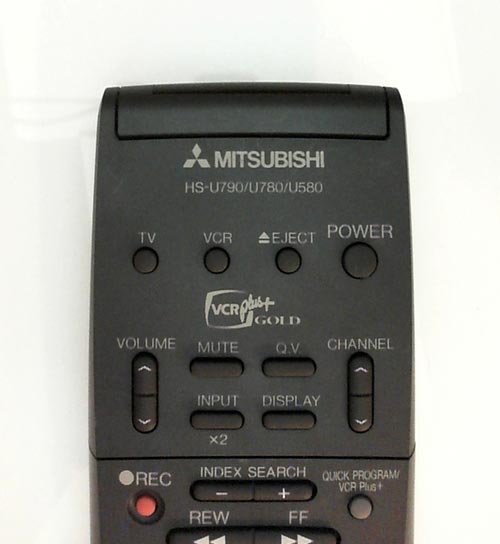 MITSUBISHI
HS-U790/U780/U580
TV VCR ⏏EJECT POWER
VCR Plus+
GOLD
VOLUME MUTE Q.V. CHANNEL
INPUT DISPLAY
×2
REC INDEX SEARCH QUICK PROGRAM/
VCR Plus+
− +
REW FF